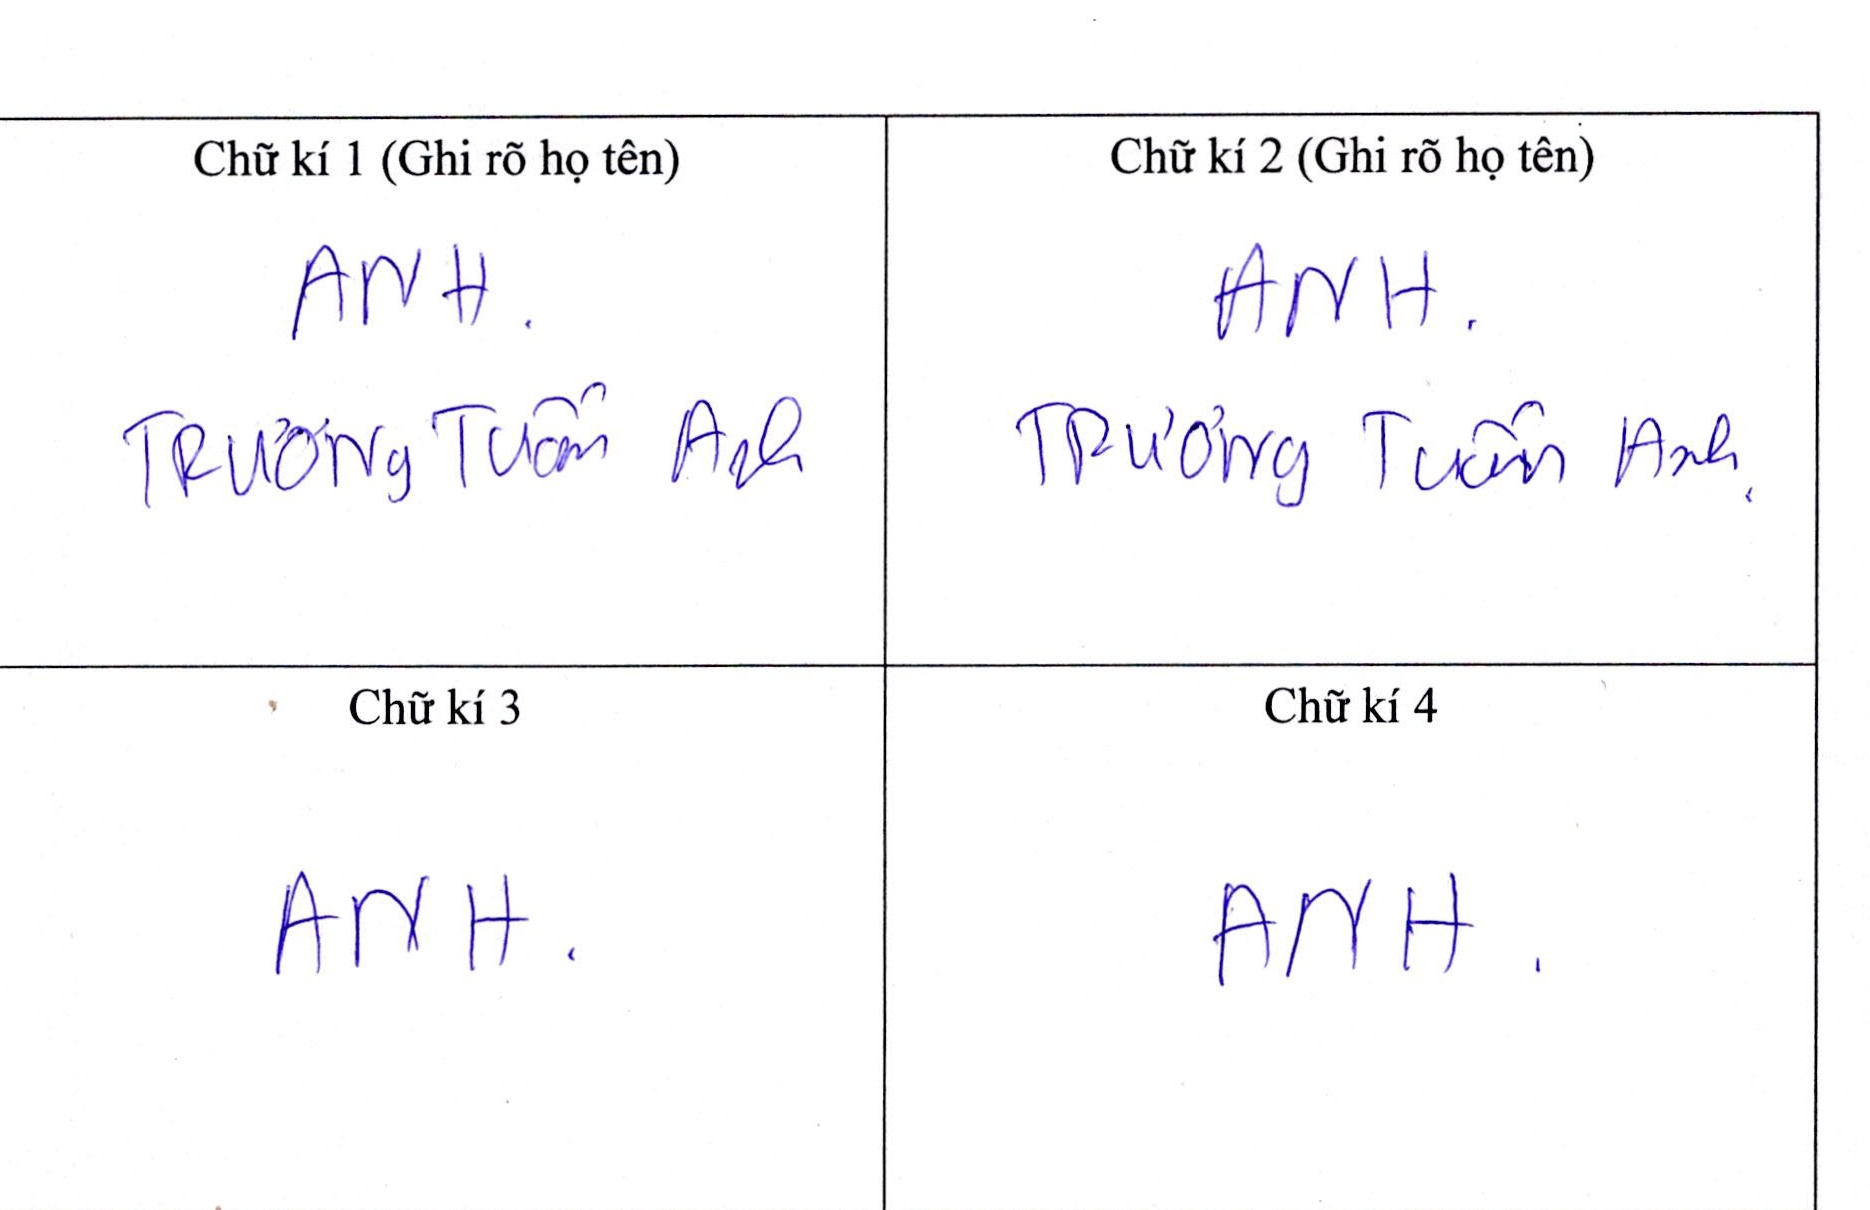 Chữ kí 1 (Ghi rõ họ tên)
ANH.
TRƯƠNg Tuấn Anh
Chữ kí 2 (Ghi rõ họ tên)
ANH.
TRƯơng Tuấn Anh.
Chữ kí 3
ANH.
Chữ kí 4
ANH.